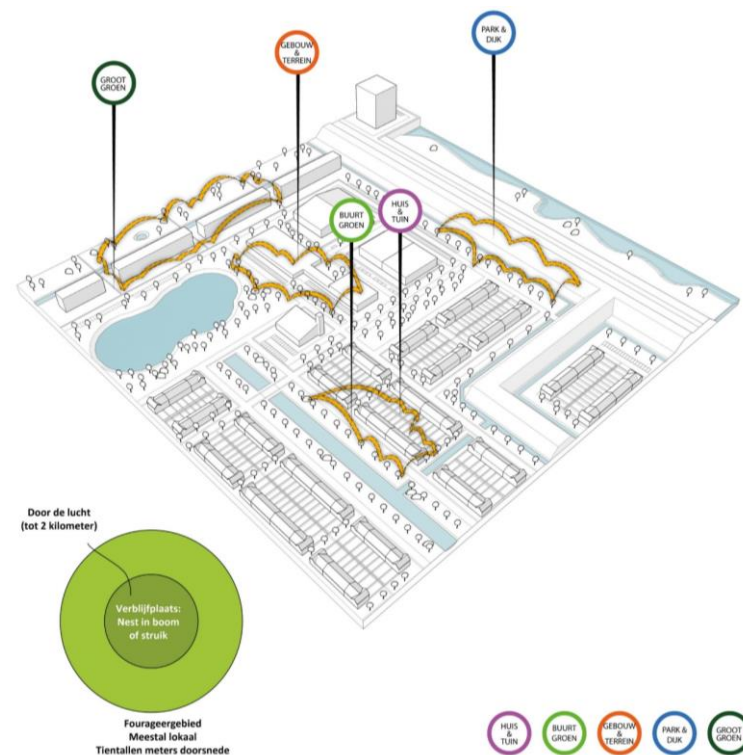 PARK
&
DIJK
GEBOUW
&
TERREIN
GROOT
GROEN
HUIS
&
TUIN
BUURT
GROEN
Door de lucht
(tot 2 kilometer)
Verblijfplaats:
Nest in boom
of struik
Fourageergebied
Meestal lokaal
Tientallen meters doorsnede
HUIS
&
TUIN
BUURT
GROEN
GEBOUW
&
TERREIN
PARK
&
DIJK
GROOT
GROEN